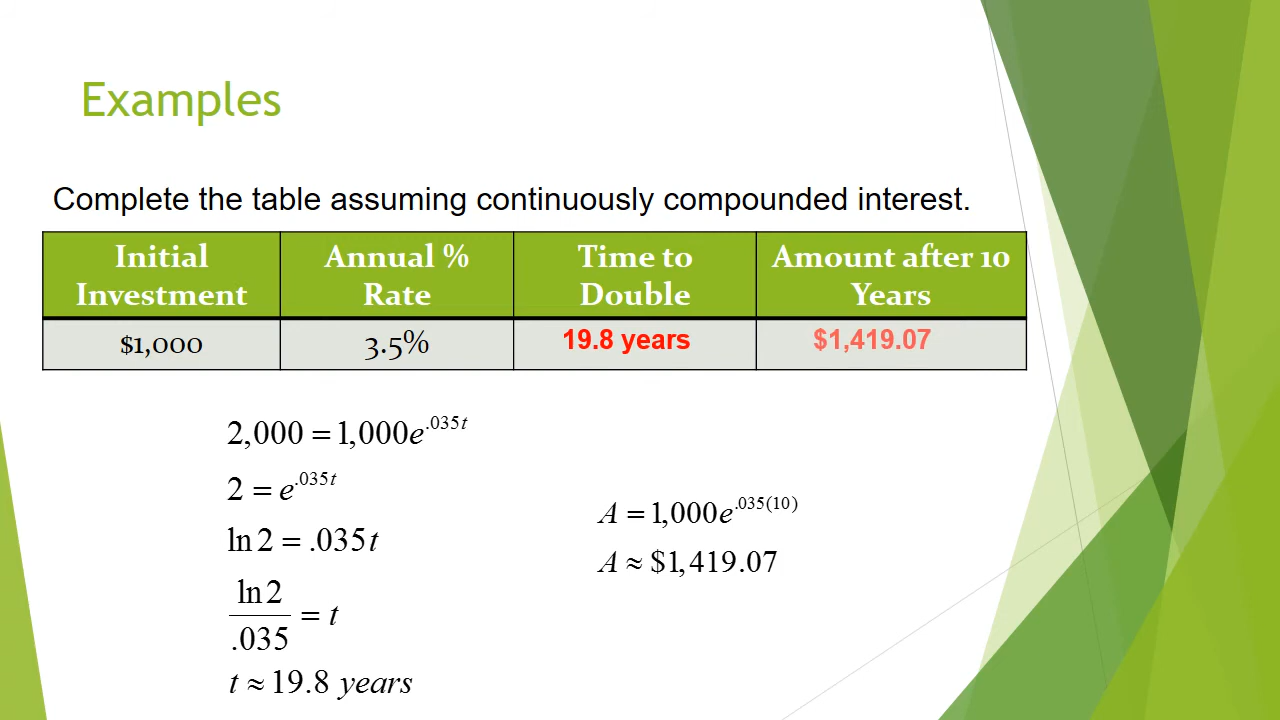 Examples
Complete the table assuming continuously compounded interest.
Initial Investment | Annual % Rate | Time to Double | Amount after 10 Years
$1,000 | 3.5% | 19.8 years | $1,419.07
2,000 = 1,000e^{.035t}
2 = e^{.035t}
ln 2 = .035t
\frac{ln 2}{.035} = t
t ≈ 19.8 years
A = 1,000e^{.035(10)}
A ≈ $1,419.07